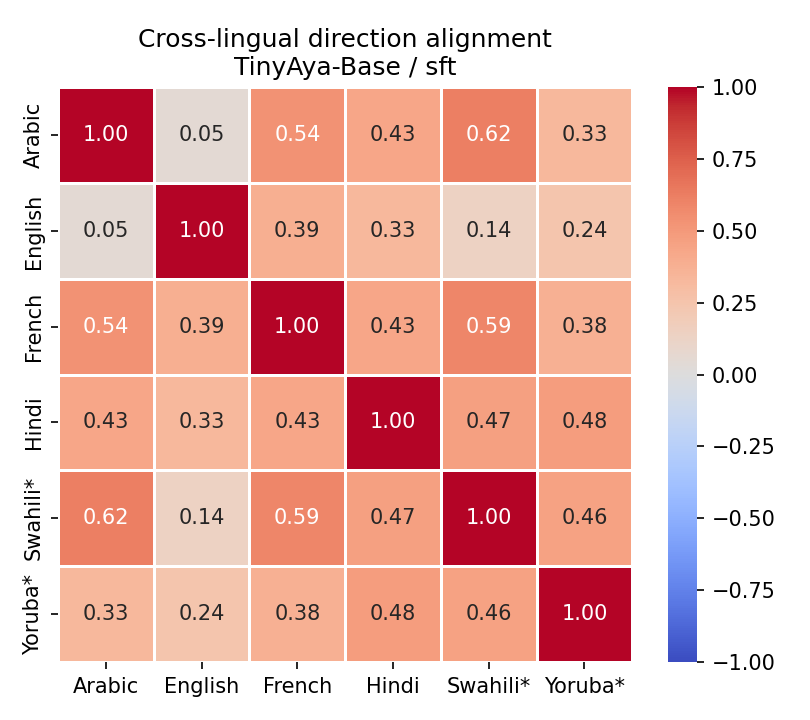 Cross-lingual direction alignment
TinyAya-Base / sft
Arabic 1.00 0.05 0.54 0.43 0.62 0.33
English 0.05 1.00 0.39 0.33 0.14 0.24
French 0.54 0.39 1.00 0.43 0.59 0.38
Hindi 0.43 0.33 0.43 1.00 0.47 0.48
Swahili* 0.62 0.14 0.59 0.47 1.00 0.46
Yoruba* 0.33 0.24 0.38 0.48 0.46 1.00
Arabic English French Hindi Swahili* Yoruba*
1.00
0.75
0.50
0.25
0.00
−0.25
−0.50
−0.75
−1.00